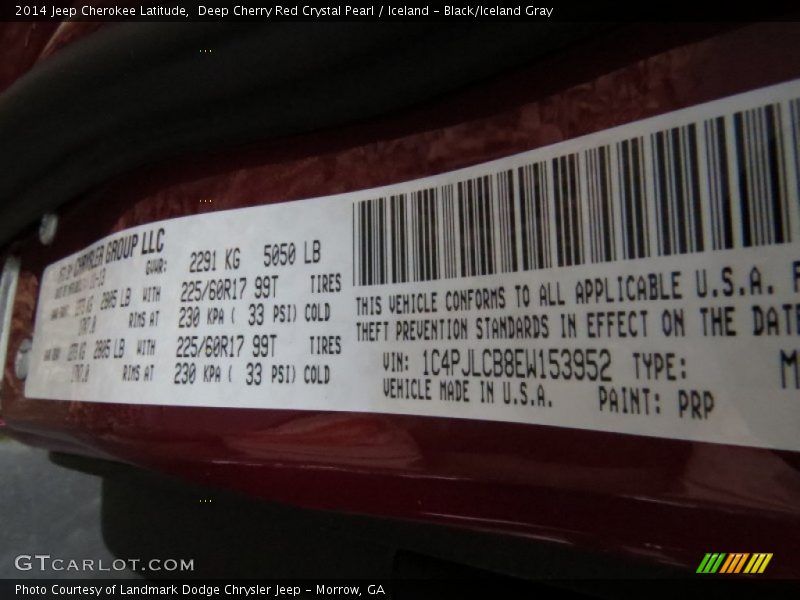 2014 Jeep Cherokee Latitude,  Deep Cherry Red Crystal Pearl / Iceland - Black/Iceland Gray
CHRYSLER GROUP LLC
GVWR: 2291 KG 5050 LB
2805 LB WITH 225/60R17 99T TIRES
RIMS AT 230 KPA ( 33 PSI) COLD
2805 LB WITH 225/60R17 99T TIRES
RIMS AT 230 KPA ( 33 PSI) COLD
THIS VEHICLE CONFORMS TO ALL APPLICABLE U.S.A. F
THEFT PREVENTION STANDARDS IN EFFECT ON THE DATE
VIN: 1C4PJLCB8EW153952 TYPE: M
VEHICLE MADE IN U.S.A. PAINT: PRP
GTCARLOT.COM
Photo Courtesy of Landmark Dodge Chrysler Jeep - Morrow, GA